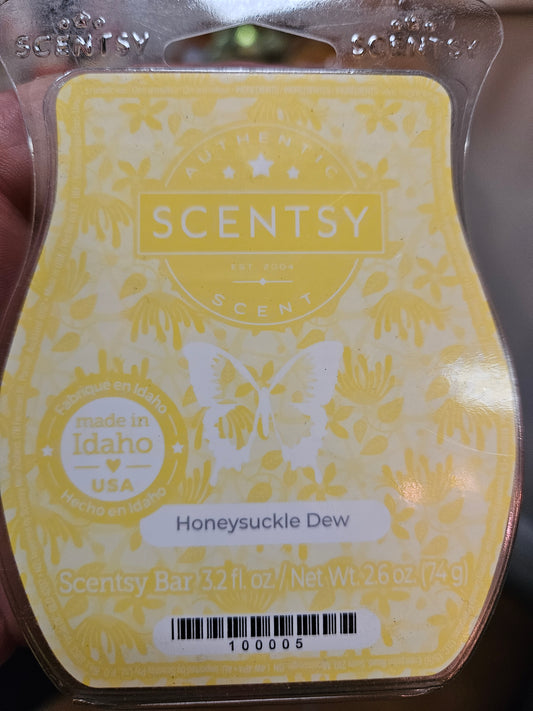 SCENTSY
SCENTSY
AUTHENTIC
SCENTSY
EST. 2004
SCENT
Fabriqué en Idaho
made in
Idaho
USA
Hecho en Idaho
Honeysuckle Dew
Scentsy Bar 3.2 fl. oz / Net Wt. 2.6 oz. (74 g)
100005